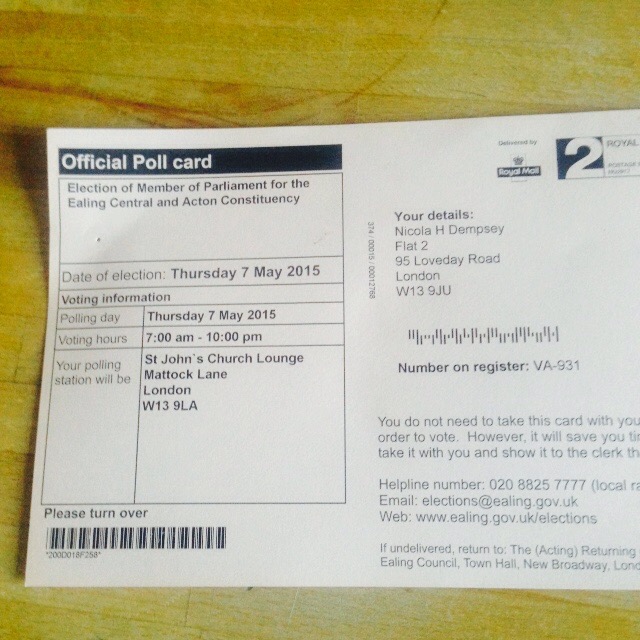 Official Poll card
Election of Member of Parliament for the
Ealing Central and Acton Constituency
Date of election: Thursday 7 May 2015
Voting information
Polling day Thursday 7 May 2015
Voting hours 7:00 am - 10:00 pm
Your polling
station will be
St John`s Church Lounge
Mattock Lane
London
W13 9LA
Please turn over
*200D018F258*
Delivered by
Royal Mail
2
ROYAL
POSTAGE
374 / 00015 / 00012768
Your details:
Nicola H Dempsey
Flat 2
95 Loveday Road
London
W13 9JU
Number on register: VA-931
You do not need to take this card with you
order to vote. However, it will save you
take it with you and show it to the clerk
Helpline number: 020 8825 7777 (local
Email: elections@ealing.gov.uk
Web: www.ealing.gov.uk/elections
If undelivered, return to: The (Acting) Returning
Ealing Council, Town Hall, New Broadway,